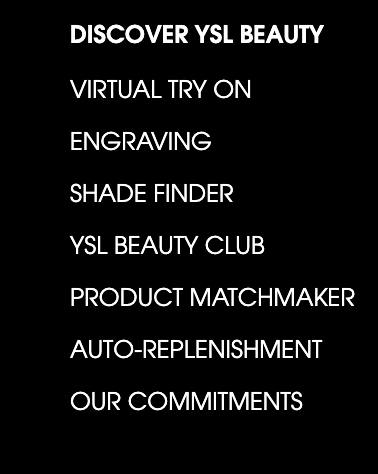 DISCOVER YSL BEAUTY
VIRTUAL TRY ON
ENGRAVING
SHADE FINDER
YSL BEAUTY CLUB
PRODUCT MATCHMAKER
AUTO-REPLENISHMENT
OUR COMMITMENTS